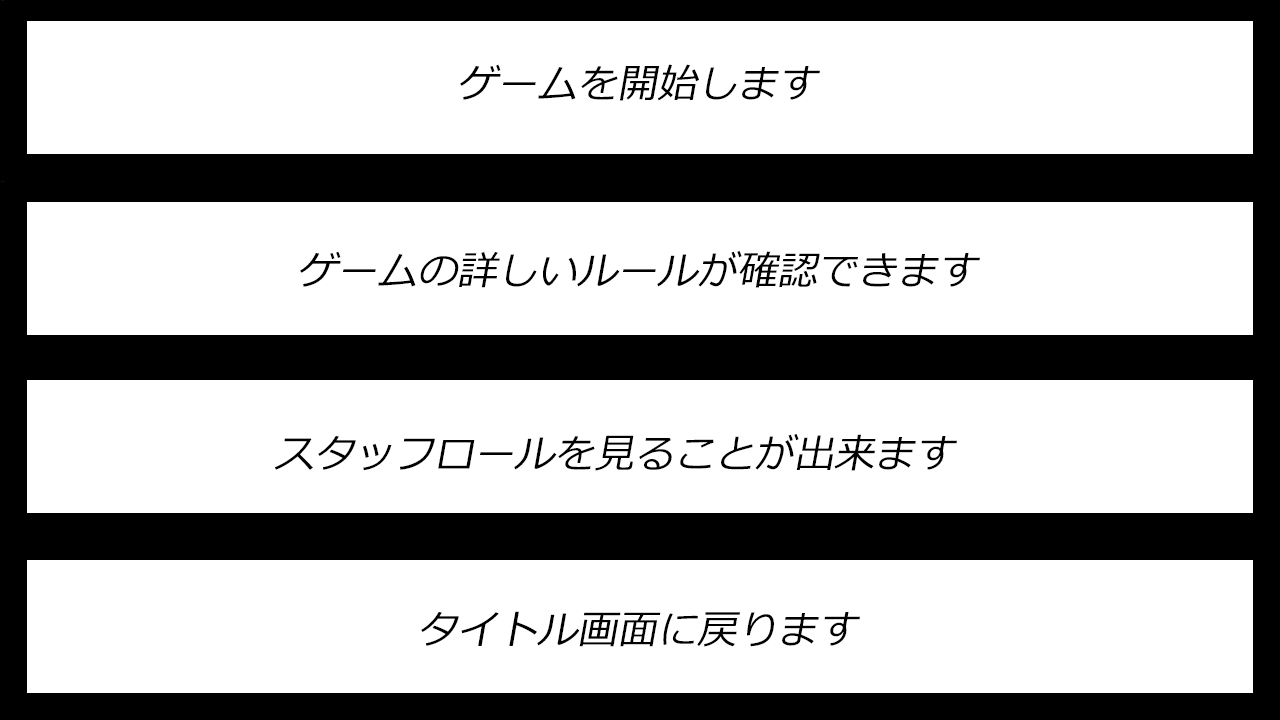 ゲームを開始します
ゲームの詳しいルールが確認できます
スタッフロールを見ることが出来ます
タイトル画面に戻ります